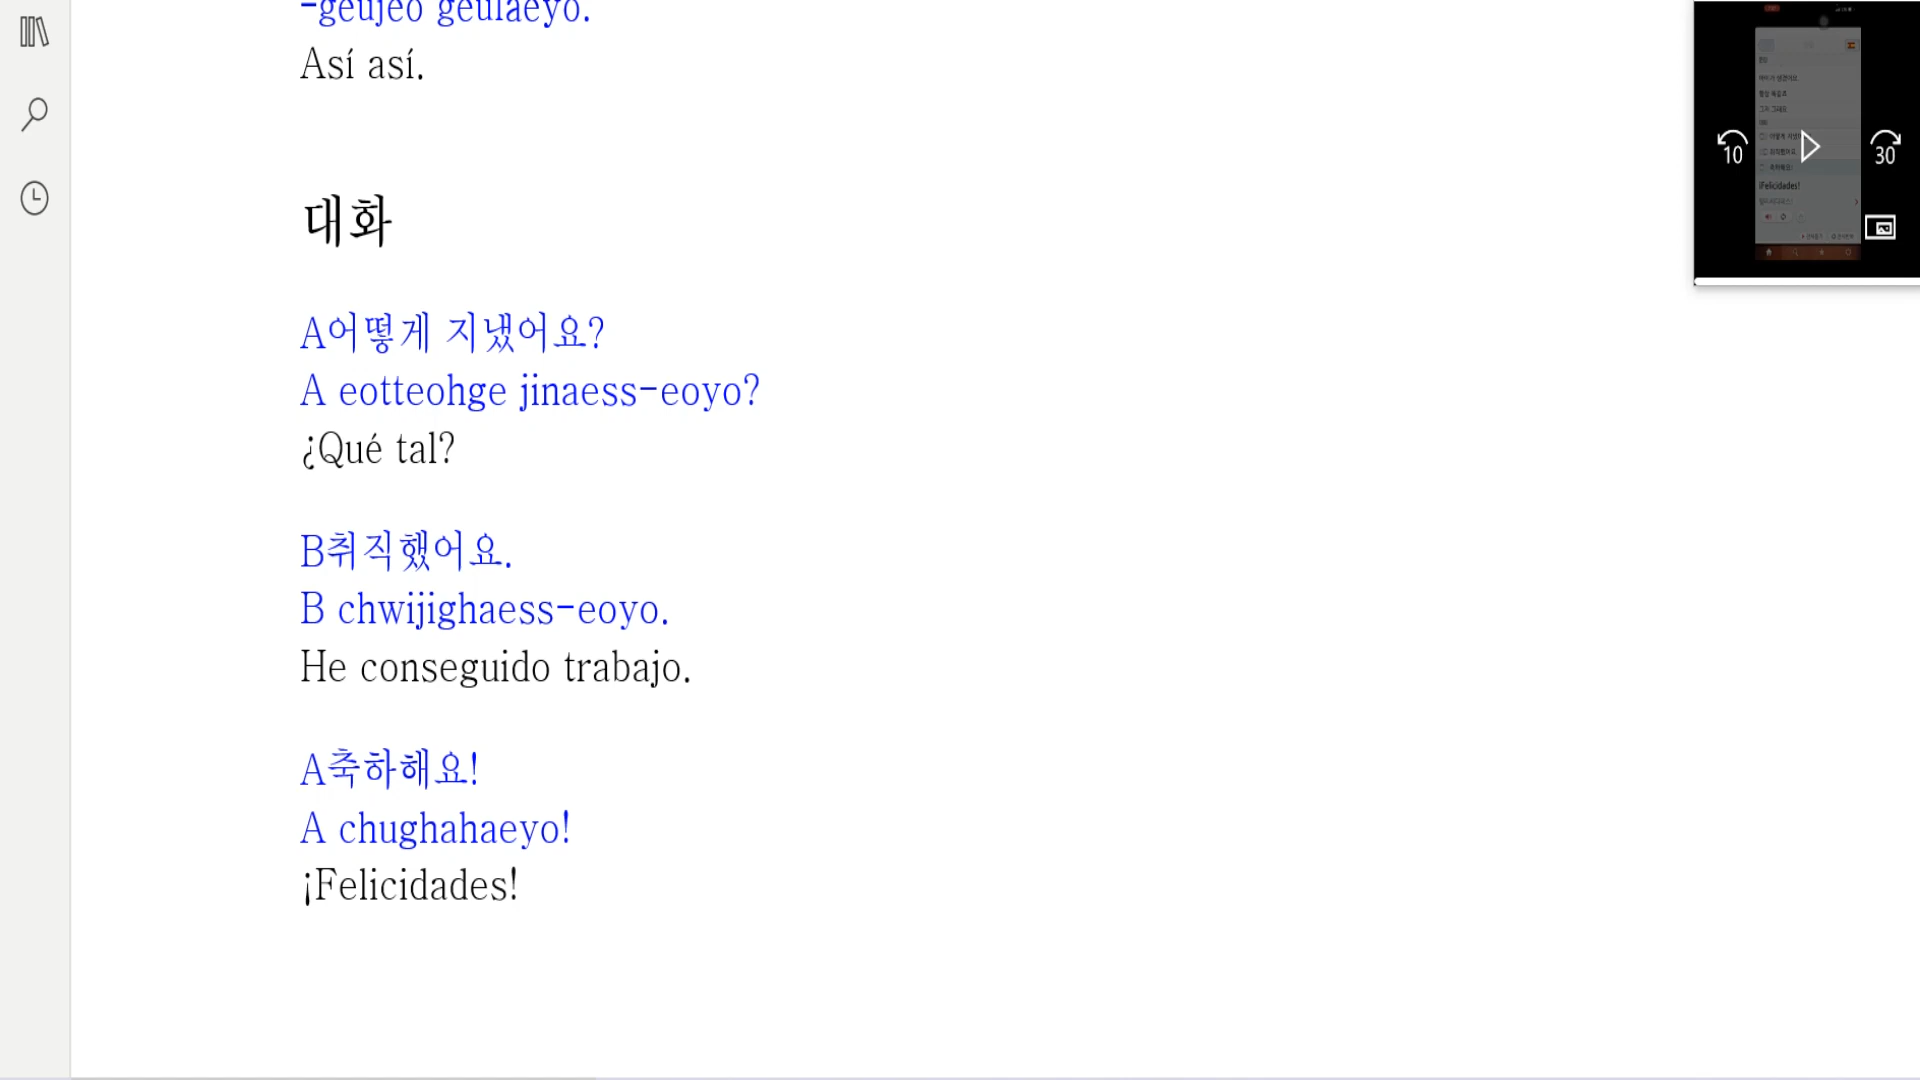 -geujeo geulaeyo.
Así así.
대화
A어떻게 지냈어요?
A eotteohge jinaess-eoyo?
¿Qué tal?
B취직했어요.
B chwijighaess-eoyo.
He conseguido trabajo.
A축하해요!
A chughahaeyo!
¡Felicidades!
10
30
¡Felicidades!